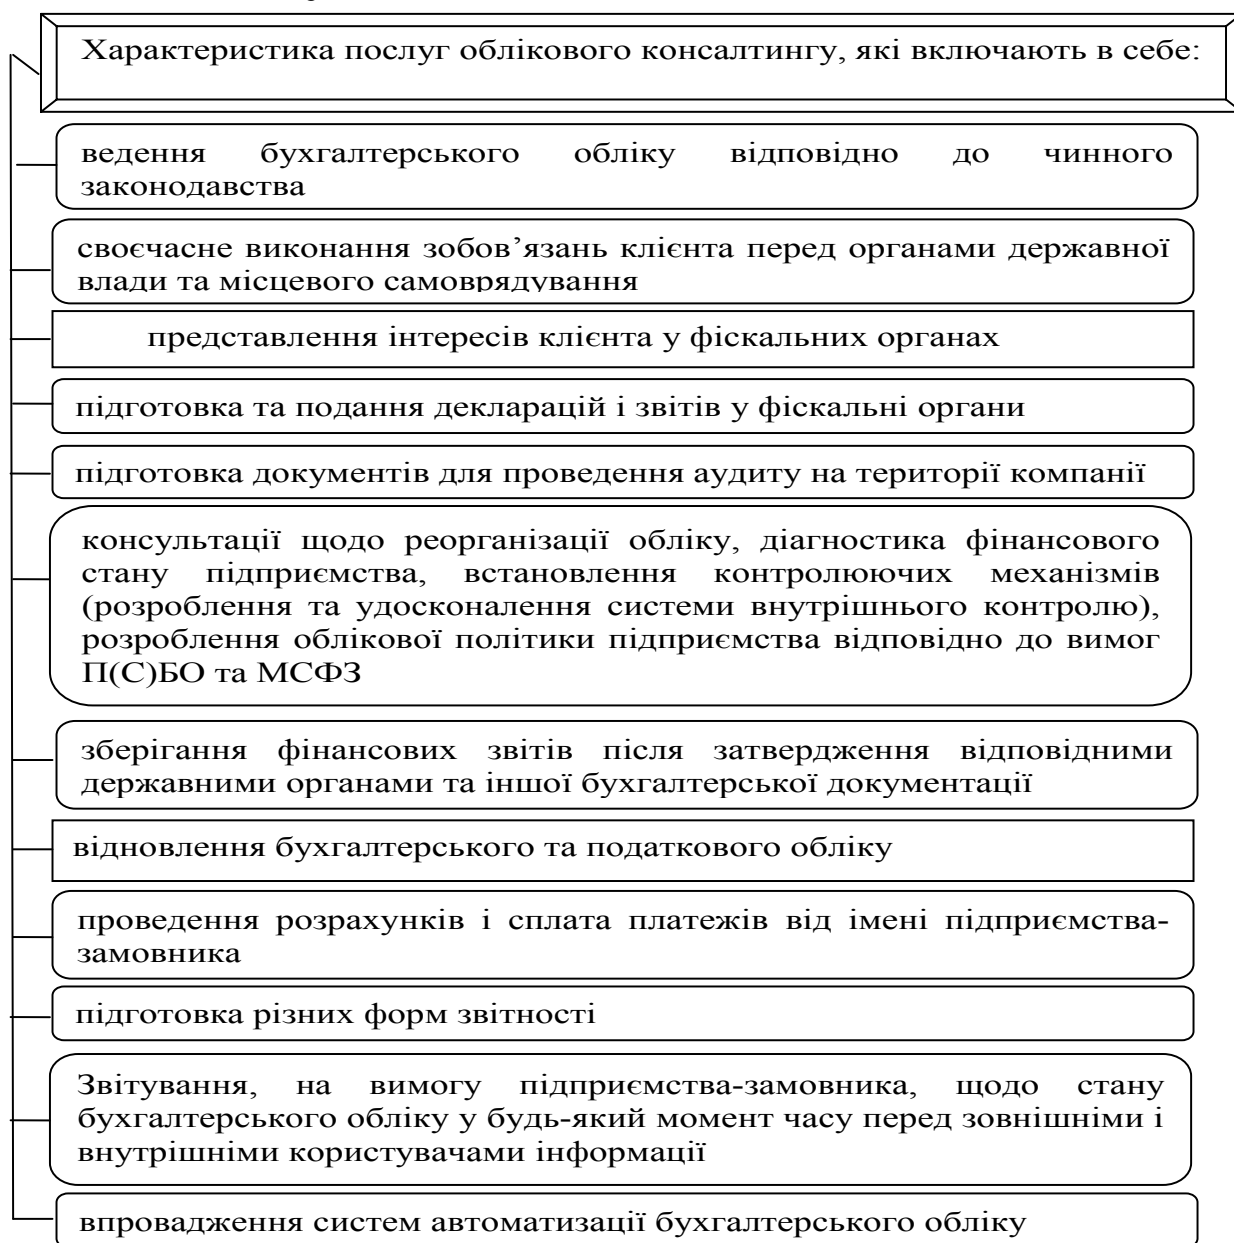 Характеристика послуг облікового консалтингу, які включають в себе:
ведення бухгалтерського обліку відповідно до чинного
законодавства
своєчасне виконання зобов’язань клієнта перед органами державної
влади та місцевого самоврядування
представлення інтересів клієнта у фіскальних органах
підготовка та подання декларацій і звітів у фіскальні органи
підготовка документів для проведення аудиту на території компанії
консультації щодо реорганізації обліку, діагностика фінансового
стану підприємства, встановлення контролюючих механізмів
(розроблення та удосконалення системи внутрішнього контролю),
розроблення облікової політики підприємства відповідно до вимог
П(С)БО та МСФЗ
зберігання фінансових звітів після затвердження відповідними
державними органами та іншої бухгалтерської документації
відновлення бухгалтерського та податкового обліку
проведення розрахунків і сплата платежів від імені підприємства-
замовника
підготовка різних форм звітності
Звітування, на вимогу підприємства-замовника, щодо стану
бухгалтерського обліку у будь-який момент часу перед зовнішніми і
внутрішніми користувачами інформації
впровадження систем автоматизації бухгалтерського обліку